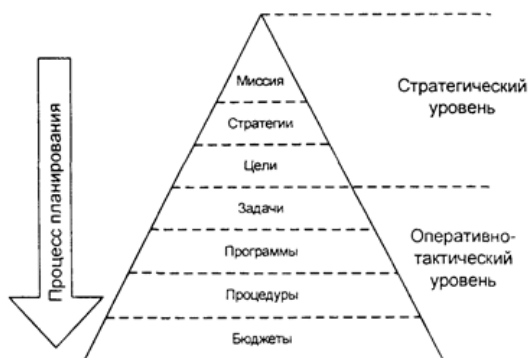 Процесс планирования
Миссия
Стратегии
Цели
Задачи
Программы
Процедуры
Бюджеты
Стратегический
уровень
Оперативно-
тактический
уровень